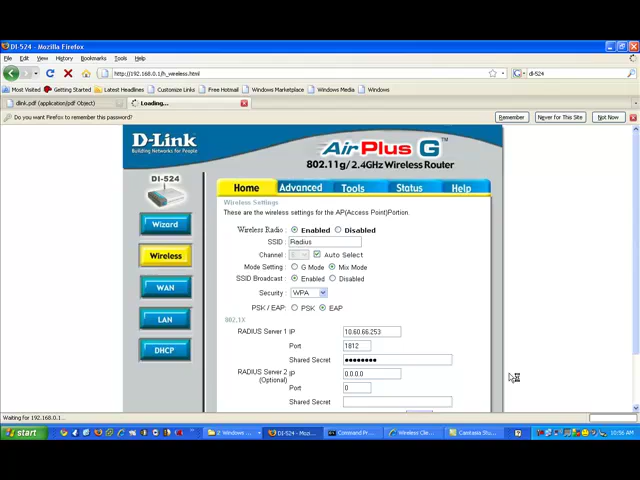 DI-524 - Mozilla Firefox
File Edit View History Bookmarks Tools Help
http://192.168.0.1/h_wireless.html
di-524
Most Visited Getting Started Latest Headlines Customize Links Free Hotmail Windows Marketplace Windows Media Windows
dlink.pdf (application/pdf Object)
Loading...
Do you want Firefox to remember this password?
Remember Never for This Site Not Now
D-Link
Building Networks for People
AirPlus G™
802.11g/2.4GHz Wireless Router
DI-524
Home Advanced Tools Status Help
Wizard
Wireless
WAN
LAN
DHCP
Wireless Settings
These are the wireless settings for the AP(Access Point)Portion.
Wireless Radio : Enabled Disabled
SSID : Radius
Channel : Auto Select
Mode Setting : G Mode Mix Mode
SSID Broadcast : Enabled Disabled
Security : WPA
PSK / EAP : PSK EAP
802.1X
RADIUS Server 1 IP 10.60.66.253
Port 1812
Shared Secret ●●●●●●●●
RADIUS Server 2 ip 0.0.0.0
(Optional)
Port 0
Shared Secret
Waiting for 192.168.0.1...
start
2 Windows ...
DI-524 - Moz...
Command Pr...
Wireless Clie...
Camtasia Stu...
10:56 AM